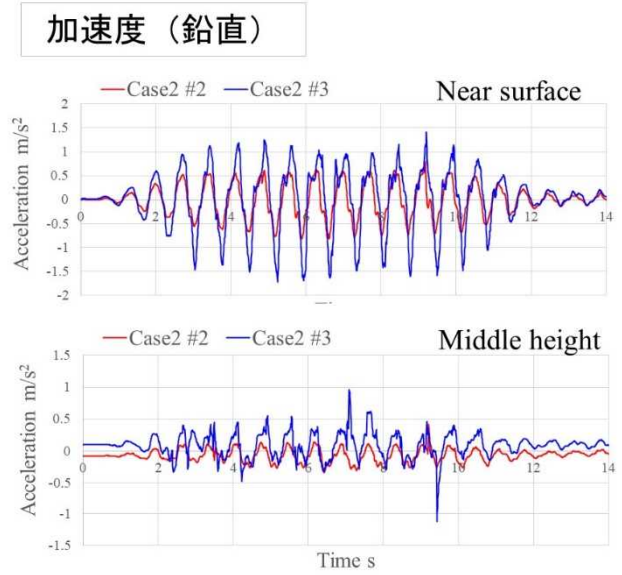 加速度（鉛直）
Case2 #2 Case2 #3 Near surface
Acceleration m/s²
2
1.5
1
0.5
0
-0.5
-1
-1.5
-2
0 2 4 6 8 10 12 14
Case2 #2 Case2 #3 Middle height
Acceleration m/s²
1.5
1
0.5
0
-0.5
-1
-1.5
0 2 4 6 8 10 12 14
Time s